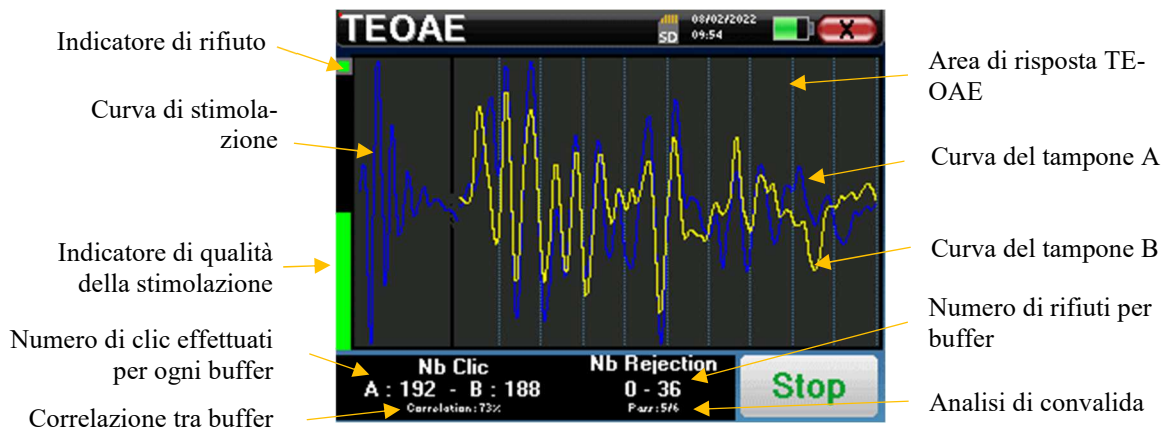 TEOAE
SD
08/02/2022
09:54
X
Indicatore di rifiuto
Curva di stimola-
zione
Indicatore di qualità
della stimolazione
Numero di clic effettuati
per ogni buffer
Correlazione tra buffer
Area di risposta TE-
OAE
Curva del tampone A
Curva del tampone B
Numero di rifiuti per
buffer
Analisi di convalida
Nb Clic
A : 192 - B : 188
Correlation:73%
Nb Rejection
0 - 36
Pass:5/6
Stop